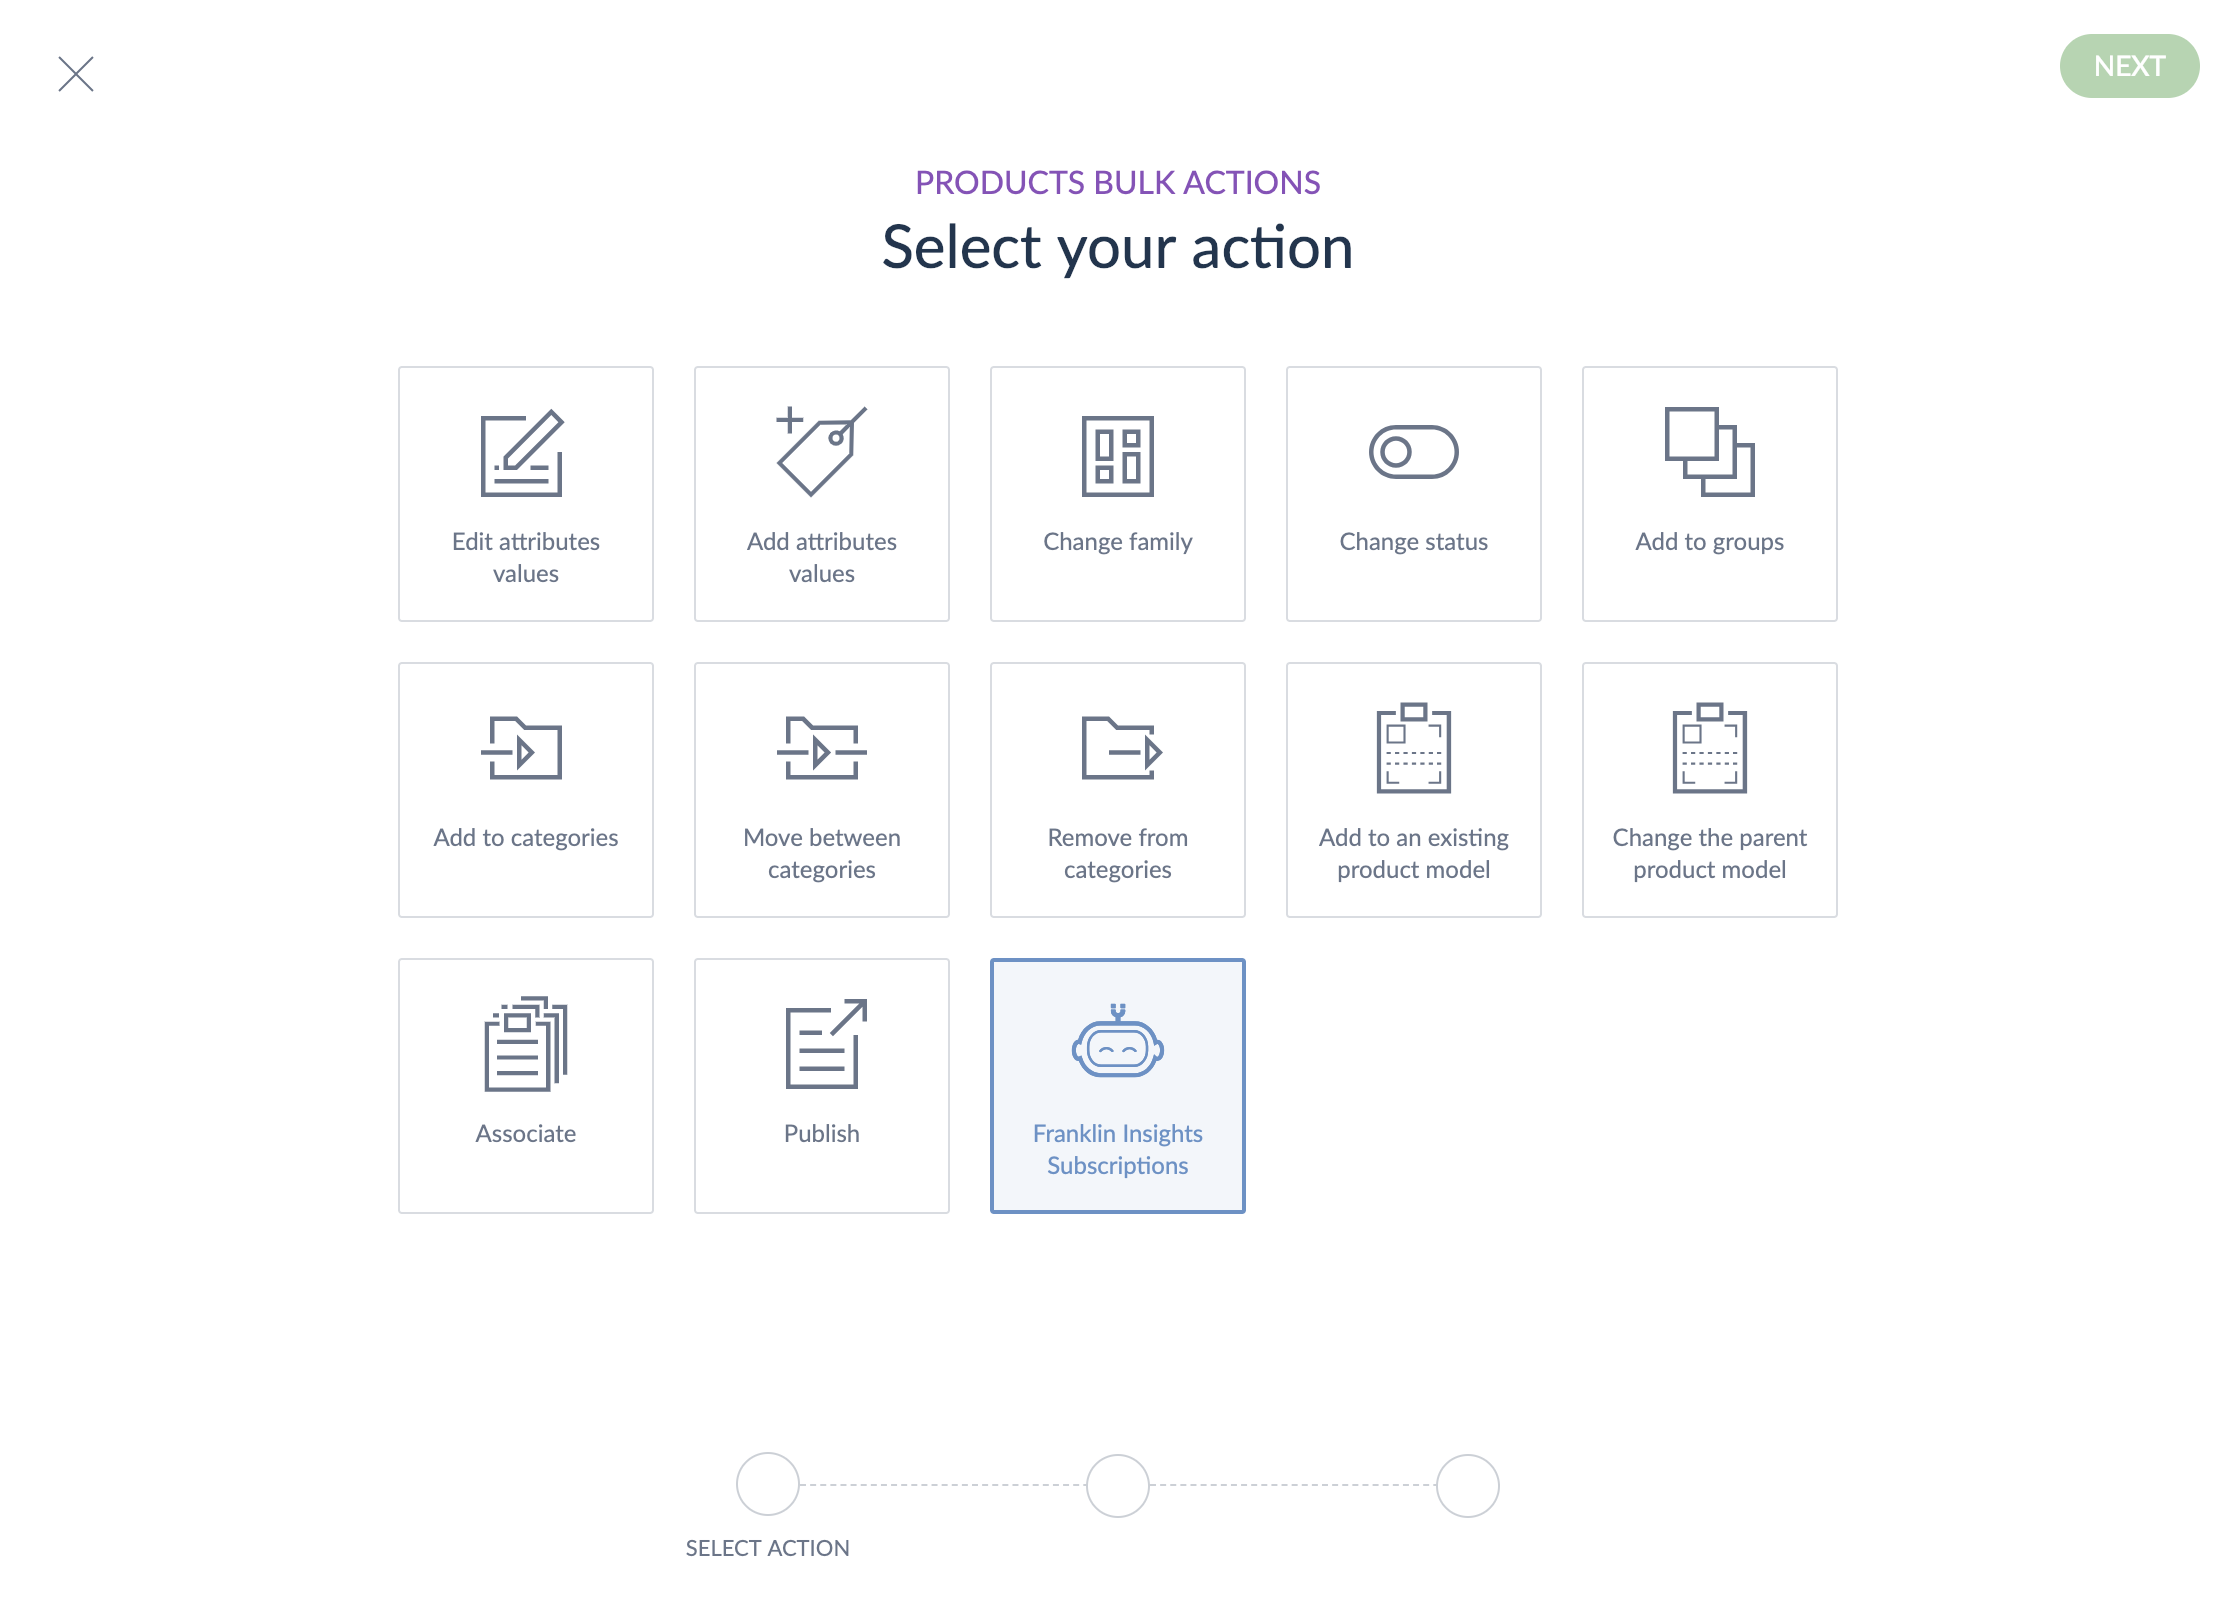 NEXT
PRODUCTS BULK ACTIONS
Select your action
Edit attributes
values
Add attributes
values
Change family
Change status
Add to groups
Add to categories
Move between
categories
Remove from
categories
Add to an existing
product model
Change the parent
product model
Associate
Publish
Franklin Insights
Subscriptions
SELECT ACTION